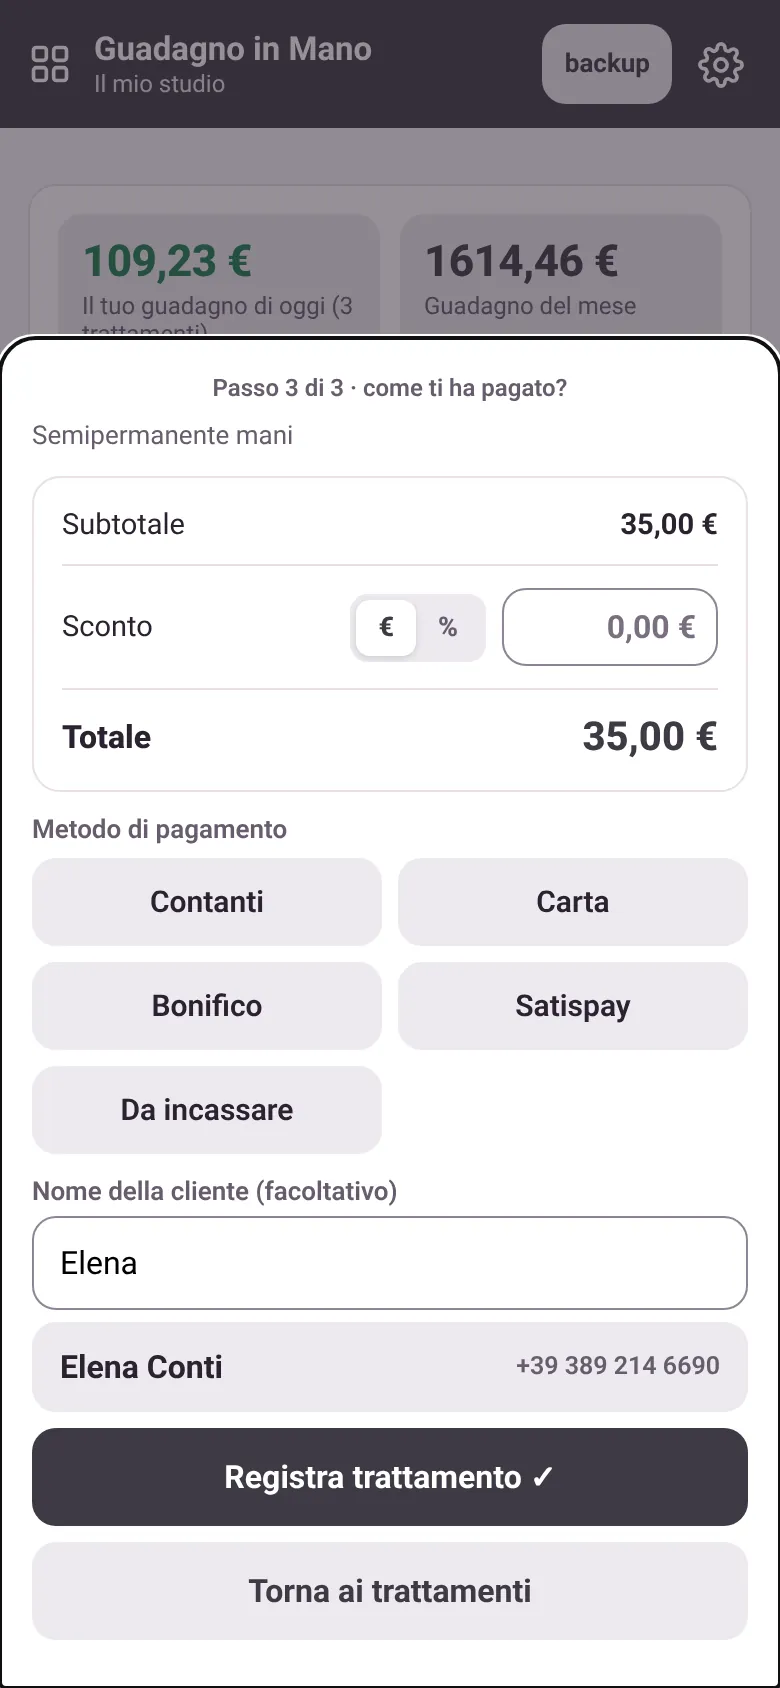 Guadagno in Mano
Il mio studio
backup
109,23 €
1614,46 €
Il tuo guadagno di oggi (3
trattamenti)
Guadagno del mese
Passo 3 di 3 · come ti ha pagato?
Semipermanente mani
Subtotale 35,00 €
Sconto € % 0,00 €
Totale 35,00 €
Metodo di pagamento
Contanti Carta
Bonifico Satispay
Da incassare
Nome della cliente (facoltativo)
Elena
Elena Conti +39 389 214 6690
Registra trattamento ✓
Torna ai trattamenti